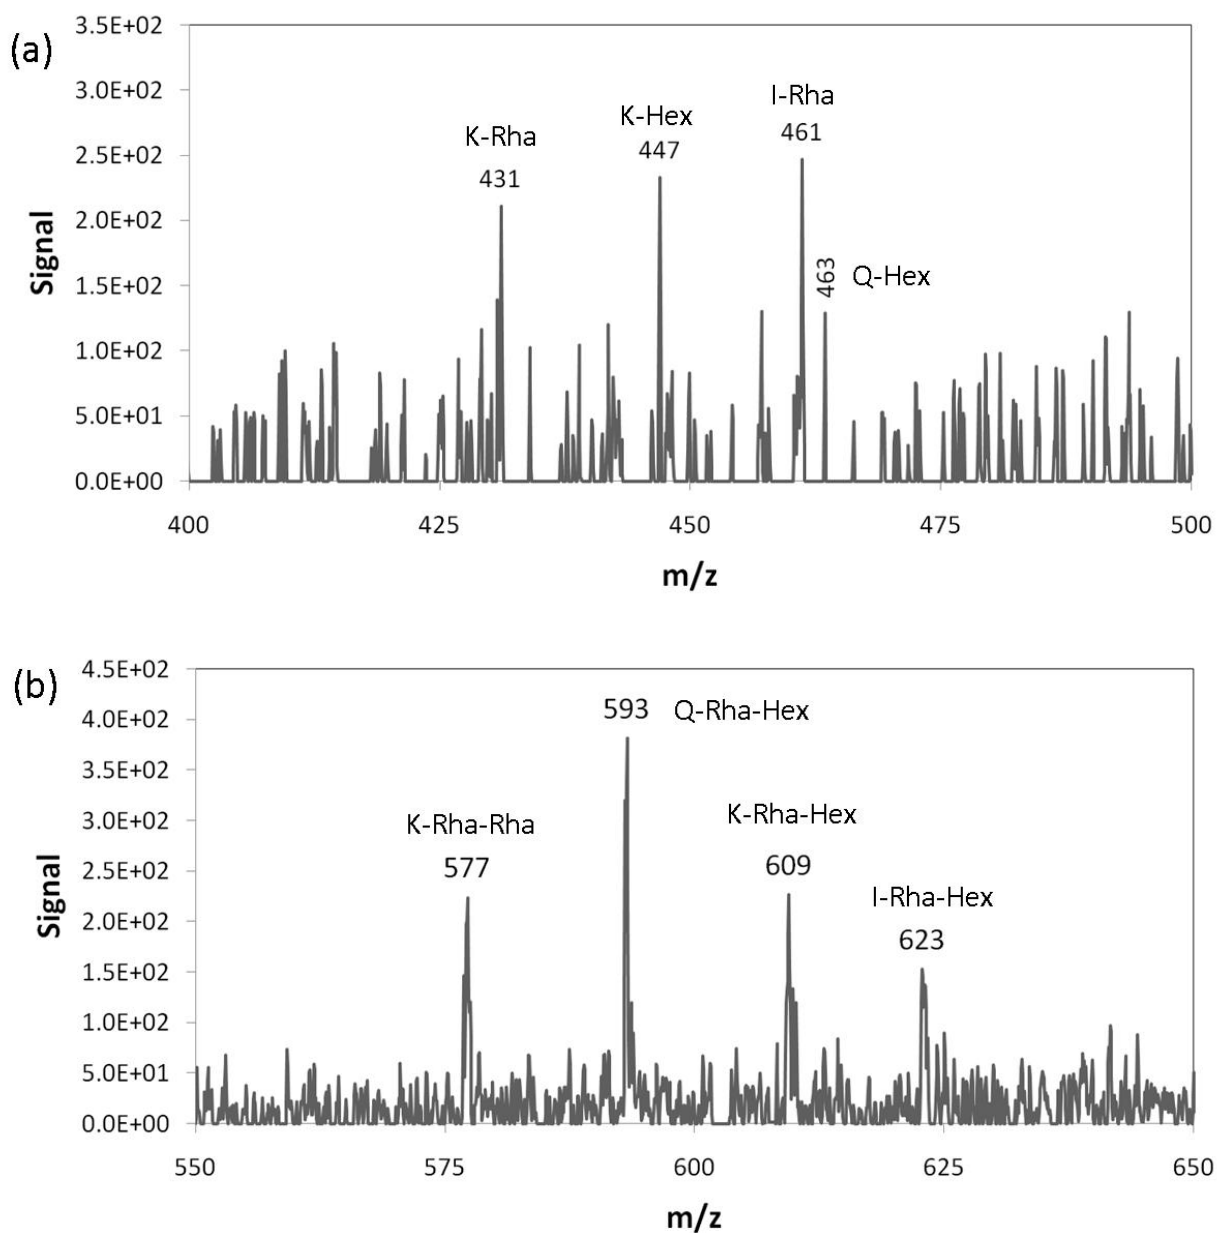 (a)
3.5E+02
3.0E+02
2.5E+02
2.0E+02
1.5E+02
1.0E+02
5.0E+01
0.0E+00
Signal
K-Rha
431
K-Hex
447
I-Rha
461
463
Q-Hex
400
425
450
475
500
m/z
(b)
4.5E+02
4.0E+02
3.5E+02
3.0E+02
2.5E+02
2.0E+02
1.5E+02
1.0E+02
5.0E+01
0.0E+00
Signal
K-Rha-Rha
577
593
Q-Rha-Hex
K-Rha-Hex
609
I-Rha-Hex
623
550
575
600
625
650
m/z